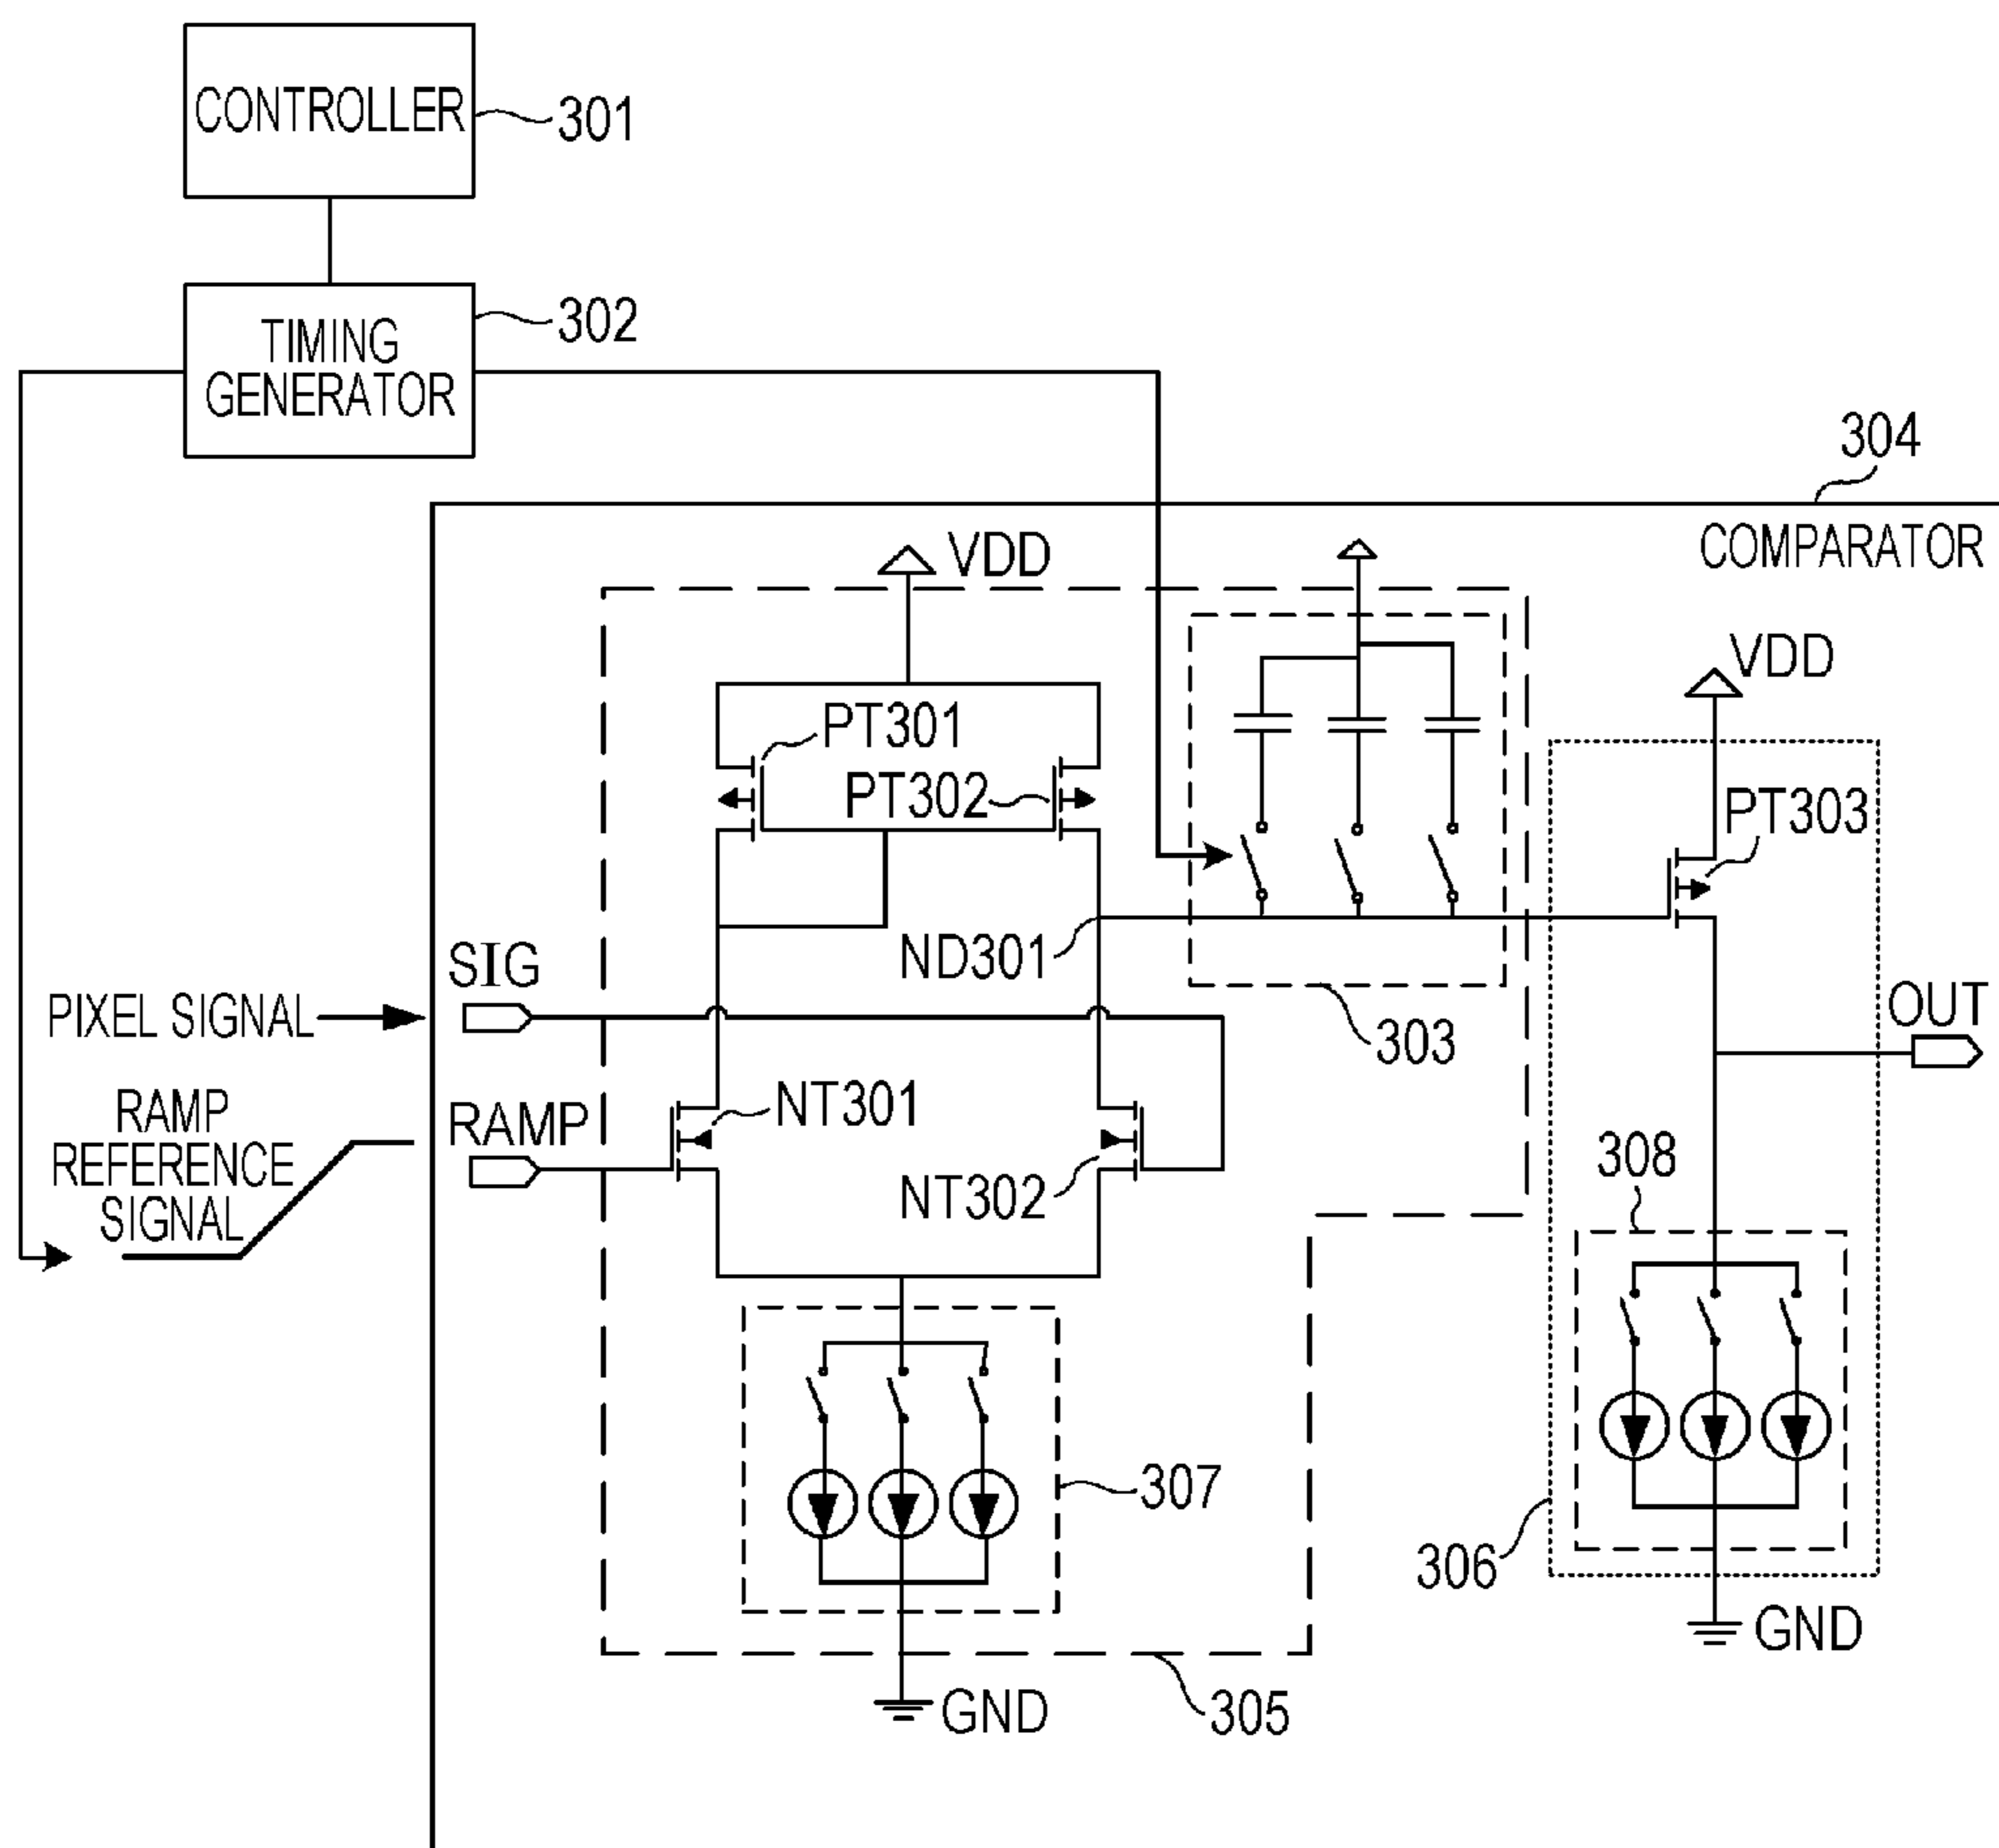 CONTROLLER
301
TIMING
GENERATOR
302
304
COMPARATOR
VDD
VDD
PT301
PT302
PT303
SIG
ND301
PIXEL SIGNAL
303
OUT
RAMP
REFERENCE
SIGNAL
RAMP
NT301
NT302
308
307
306
GND
GND
305